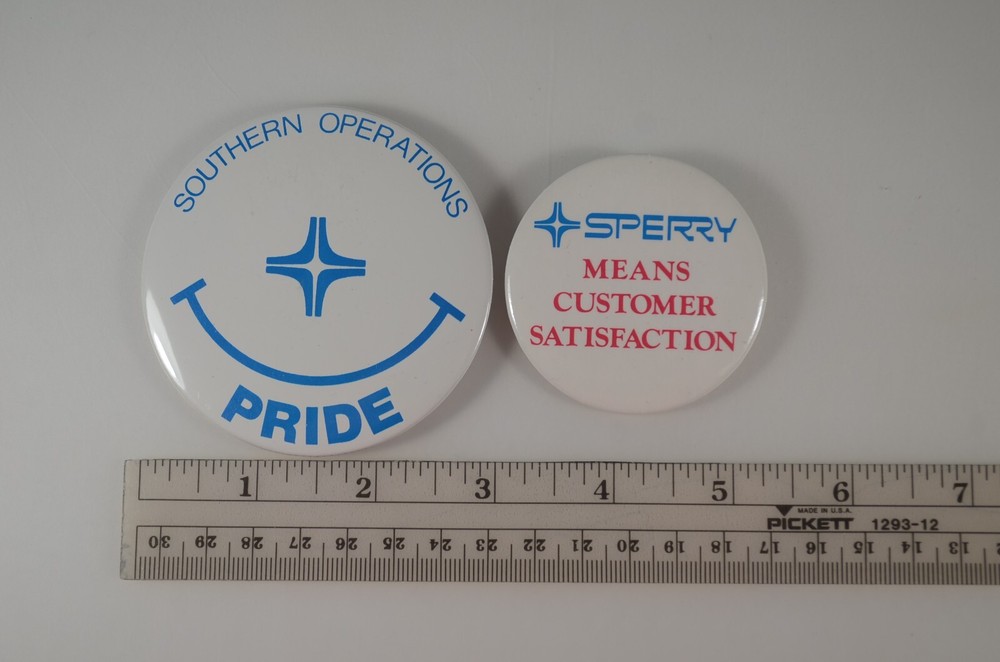 SOUTHERN OPERATIONS
PRIDE
SPERRY
MEANS
CUSTOMER
SATISFACTION
1 2 3 4 5 6 7
MADE IN U.S.A.
PICKETT 1293-12
30 29 28 27 26 25 24 23 22 21 20 19 18 17 16 15 14 13